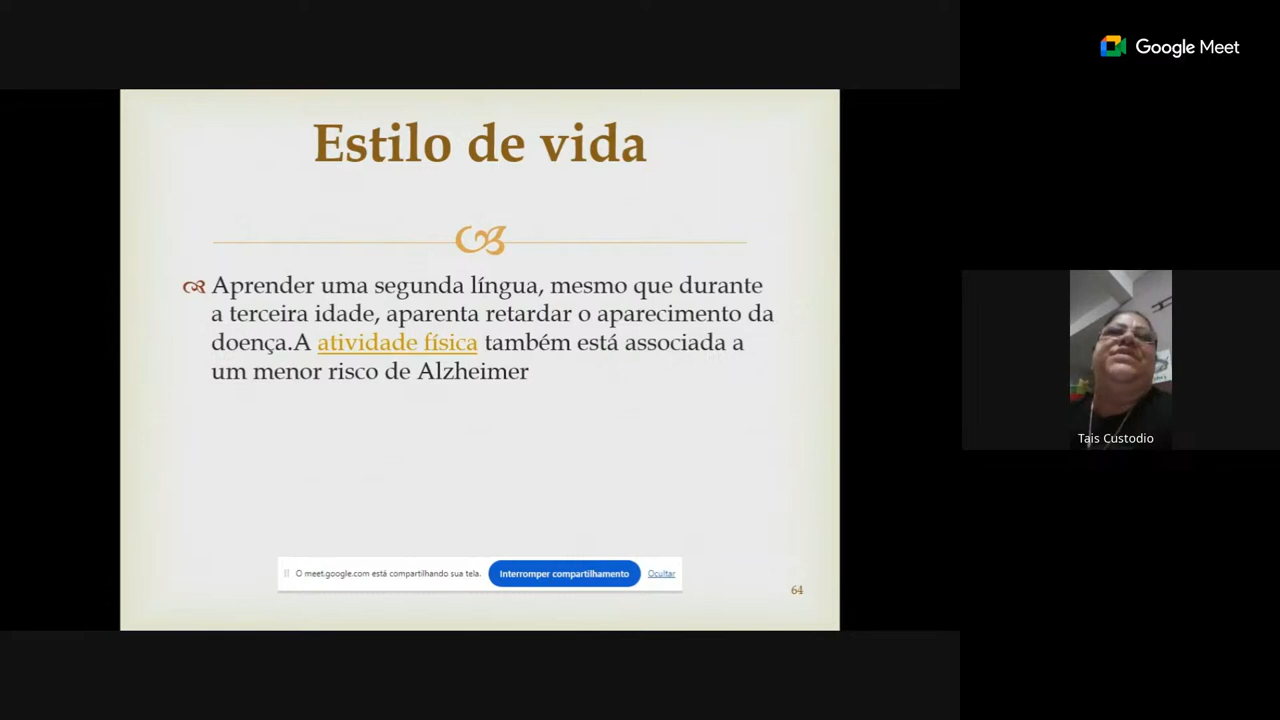 Google Meet
Estilo de vida
Aprender uma segunda língua, mesmo que durante
a terceira idade, aparenta retardar o aparecimento da
doença.A atividade física também está associada a
um menor risco de Alzheimer
Tais Custodio
O meet.google.com está compartilhando sua tela. Interromper compartilhamento Ocultar
64